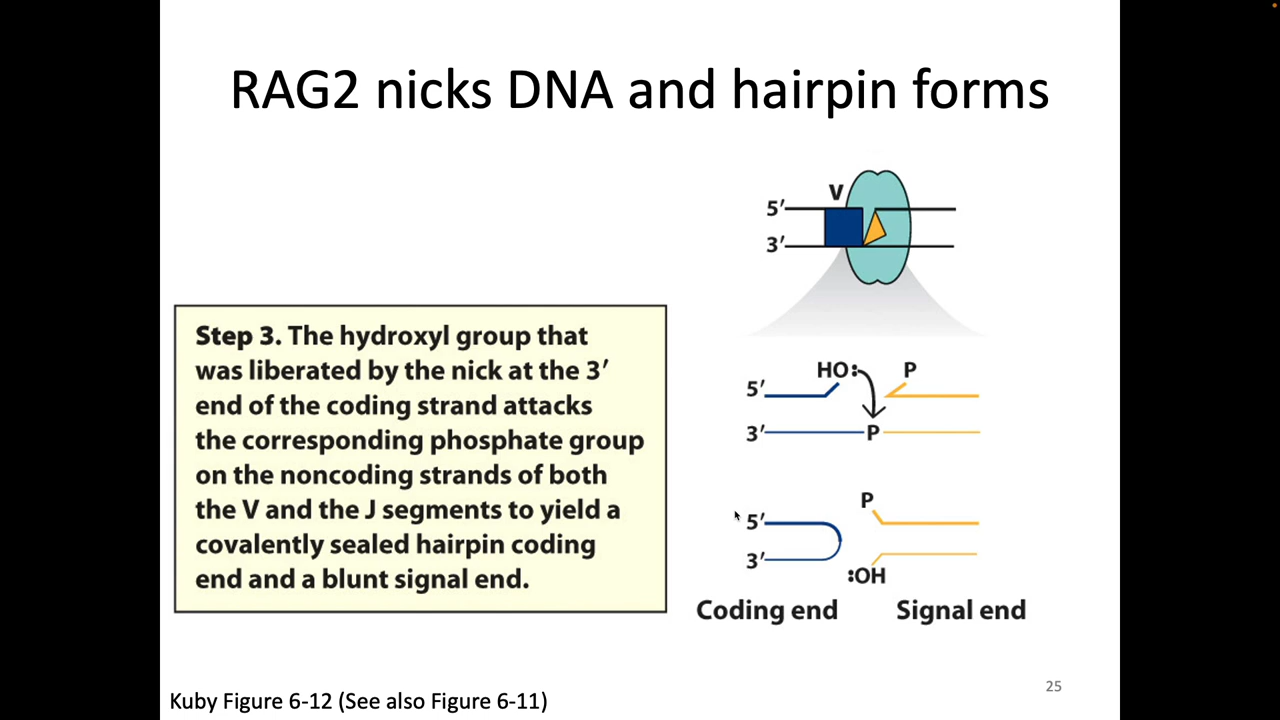 RAG2 nicks DNA and hairpin forms
V
5′
3′
Step 3. The hydroxyl group that
was liberated by the nick at the 3′
end of the coding strand attacks
the corresponding phosphate group
on the noncoding strands of both
the V and the J segments to yield a
covalently sealed hairpin coding
end and a blunt signal end.
HO: P
5′
3′ P
P
5′
3′
:OH
Coding end Signal end
25
Kuby Figure 6-12 (See also Figure 6-11)